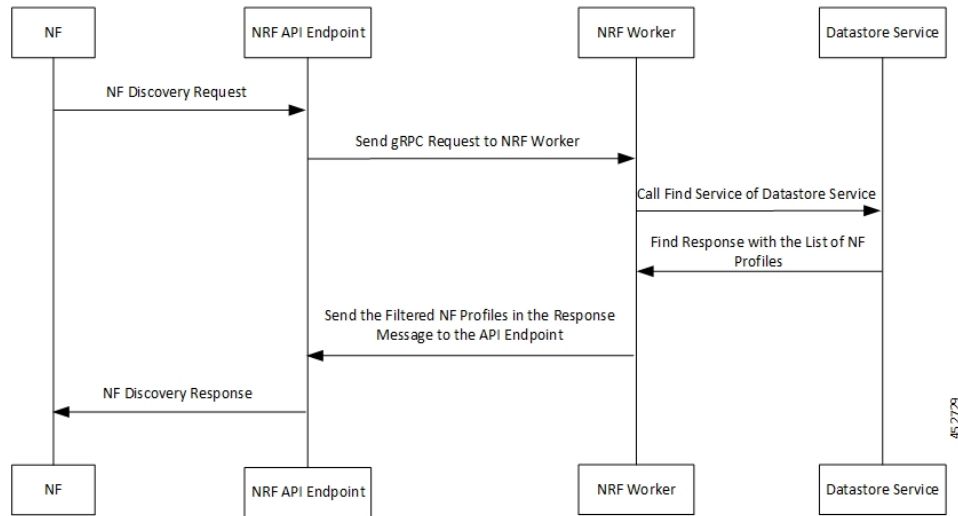 NF
NRF API Endpoint
NRF Worker
Datastore Service
NF Discovery Request
Send gRPC Request to NRF Worker
Call Find Service of Datastore Service
Find Response with the List of NF
Profiles
Send the Filtered NF Profiles in the Response
Message to the API Endpoint
NF Discovery Response
452729
NF
NRF API Endpoint
NRF Worker
Datastore Service